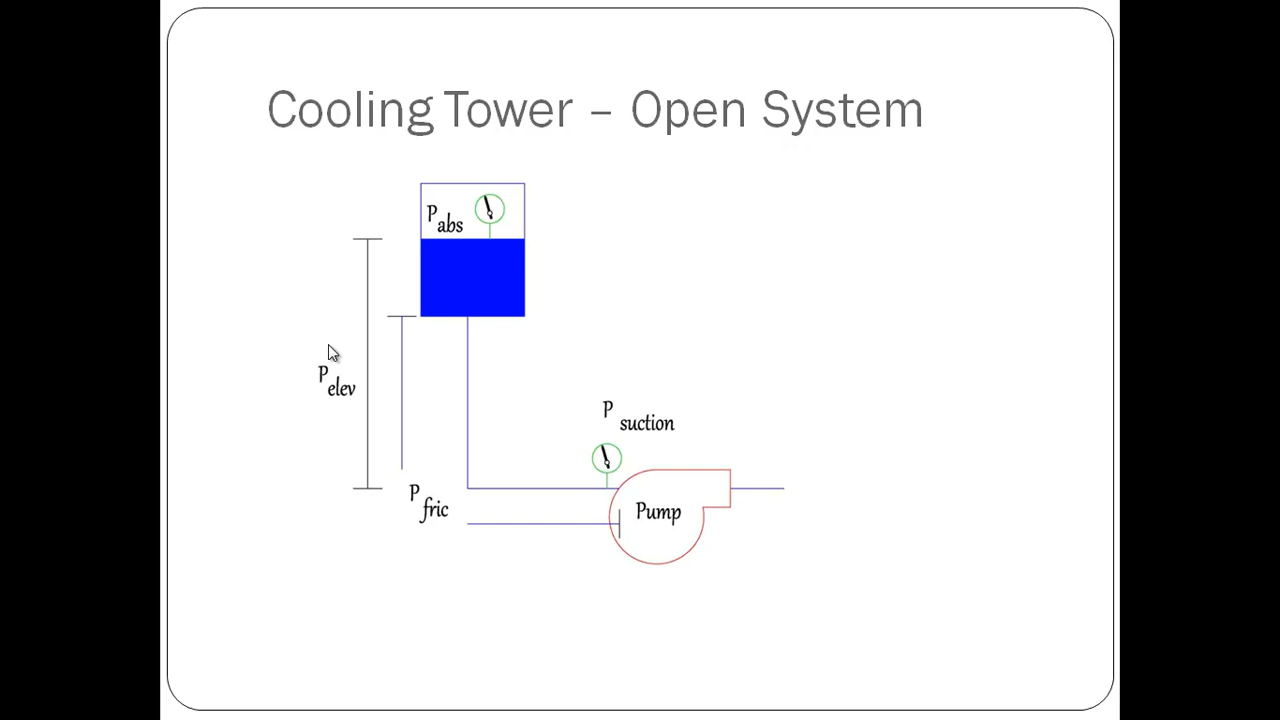 Cooling Tower – Open System
P abs
P elev
P suction
P fric
Pump